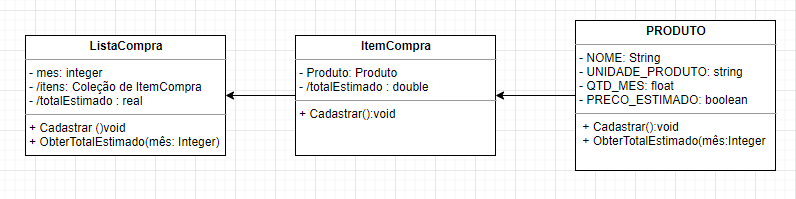 ListaCompra
- mes: integer
- /itens: Coleção de ItemCompra
- /totalEstimado : real
+ Cadastrar ()void
+ ObterTotalEstimado(mês: Integer)
ItemCompra
- Produto: Produto
- /totalEstimado : double
+ Cadastrar():void
PRODUTO
- NOME: String
- UNIDADE_PRODUTO: string
- QTD_MES: float
- PRECO_ESTIMADO: boolean
+ Cadastrar():void
+ ObterTotalEstimado(mês:Integer